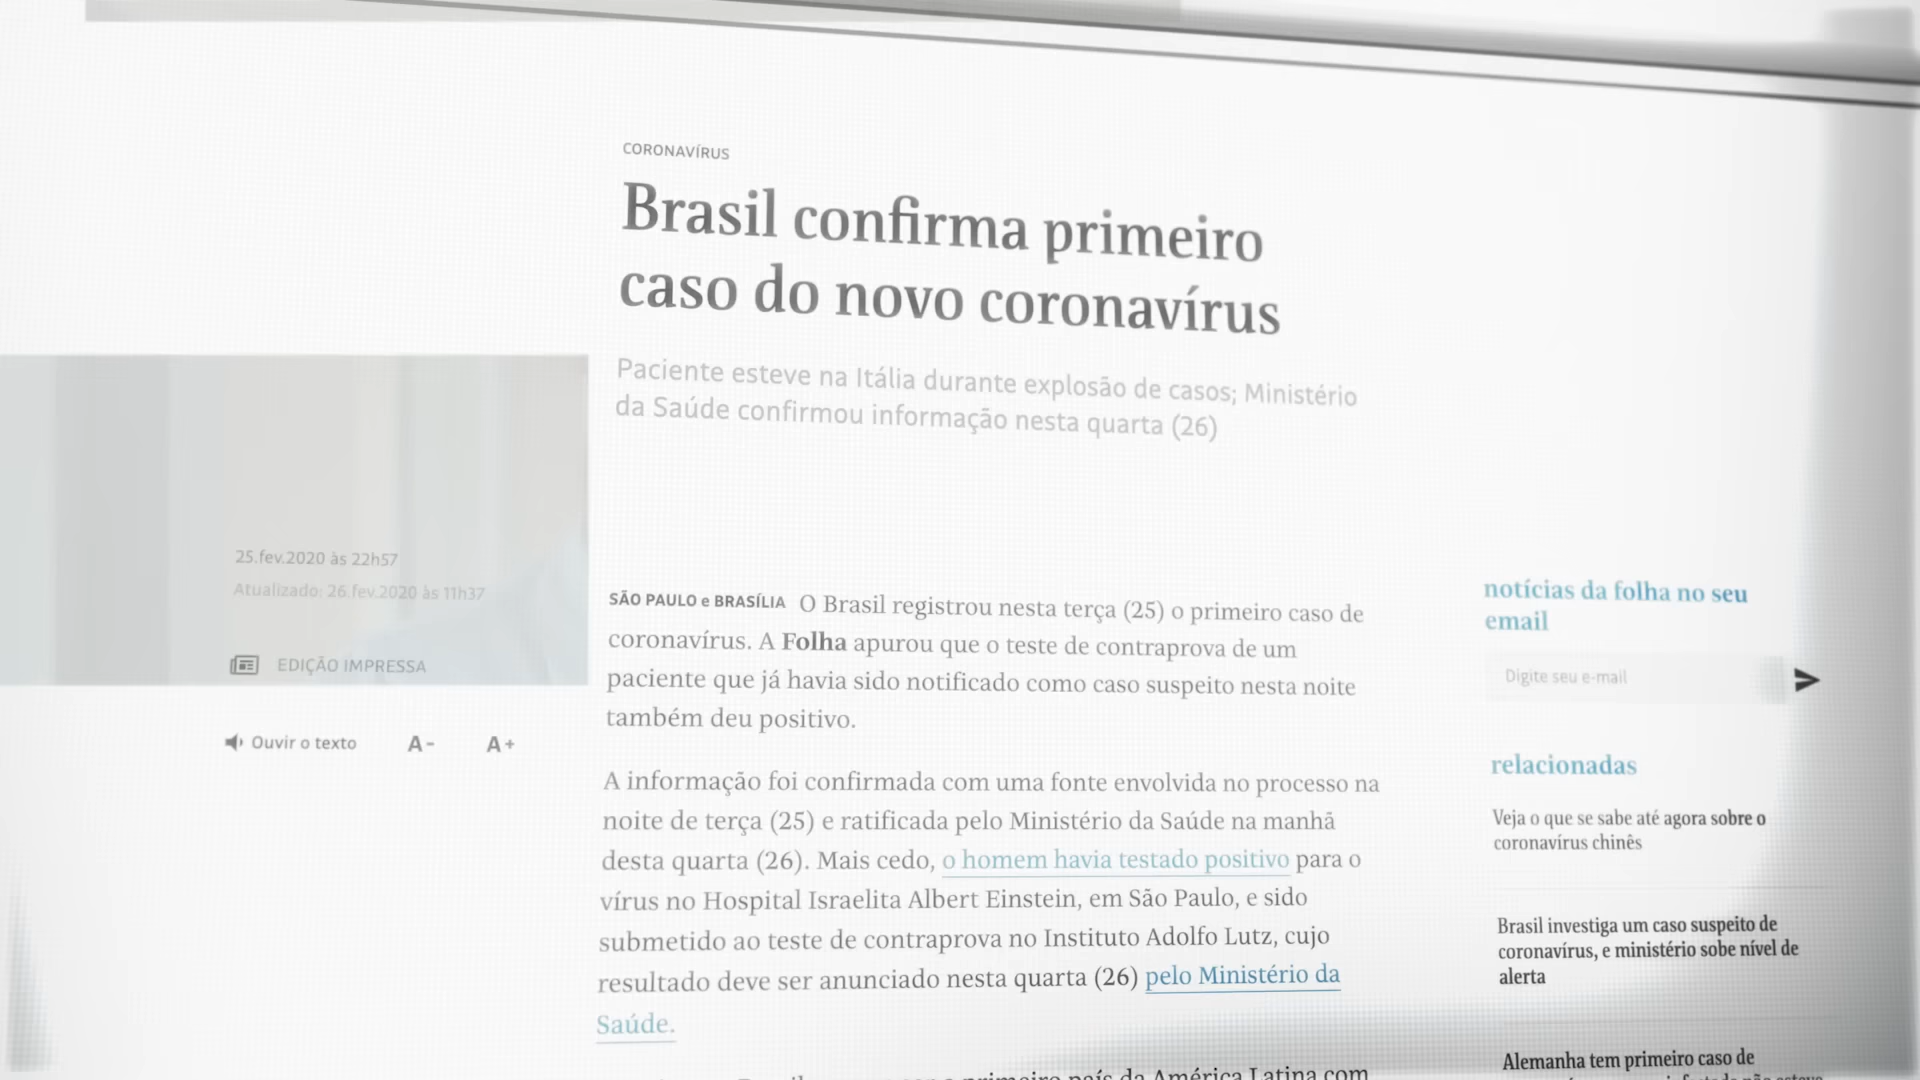 CORONAVÍRUS
Brasil confirma primeiro
caso do novo coronavírus
Paciente esteve na Itália durante explosão de casos; Ministério
da Saúde confirmou informação nesta quarta (26)
25.fev.2020 às 22h57
Atualizado: 26.fev.2020 às 11h37
EDIÇÃO IMPRESSA
Ouvir o texto A- A+
SÃO PAULO e BRASÍLIA O Brasil registrou nesta terça (25) o primeiro caso de
coronavírus. A Folha apurou que o teste de contraprova de um
paciente que já havia sido notificado como caso suspeito nesta noite
também deu positivo.
A informação foi confirmada com uma fonte envolvida no processo na
noite de terça (25) e ratificada pelo Ministério da Saúde na manhã
desta quarta (26). Mais cedo, o homem havia testado positivo para o
vírus no Hospital Israelita Albert Einstein, em São Paulo, e sido
submetido ao teste de contraprova no Instituto Adolfo Lutz, cujo
resultado deve ser anunciado nesta quarta (26) pelo Ministério da
Saúde.
primeiro país da América Latina com
notícias da folha no seu
email
Digite seu e-mail
relacionadas
Veja o que se sabe até agora sobre o
coronavírus chinês
Brasil investiga um caso suspeito de
coronavírus, e ministério sobe nível de
alerta
Alemanha tem primeiro caso de